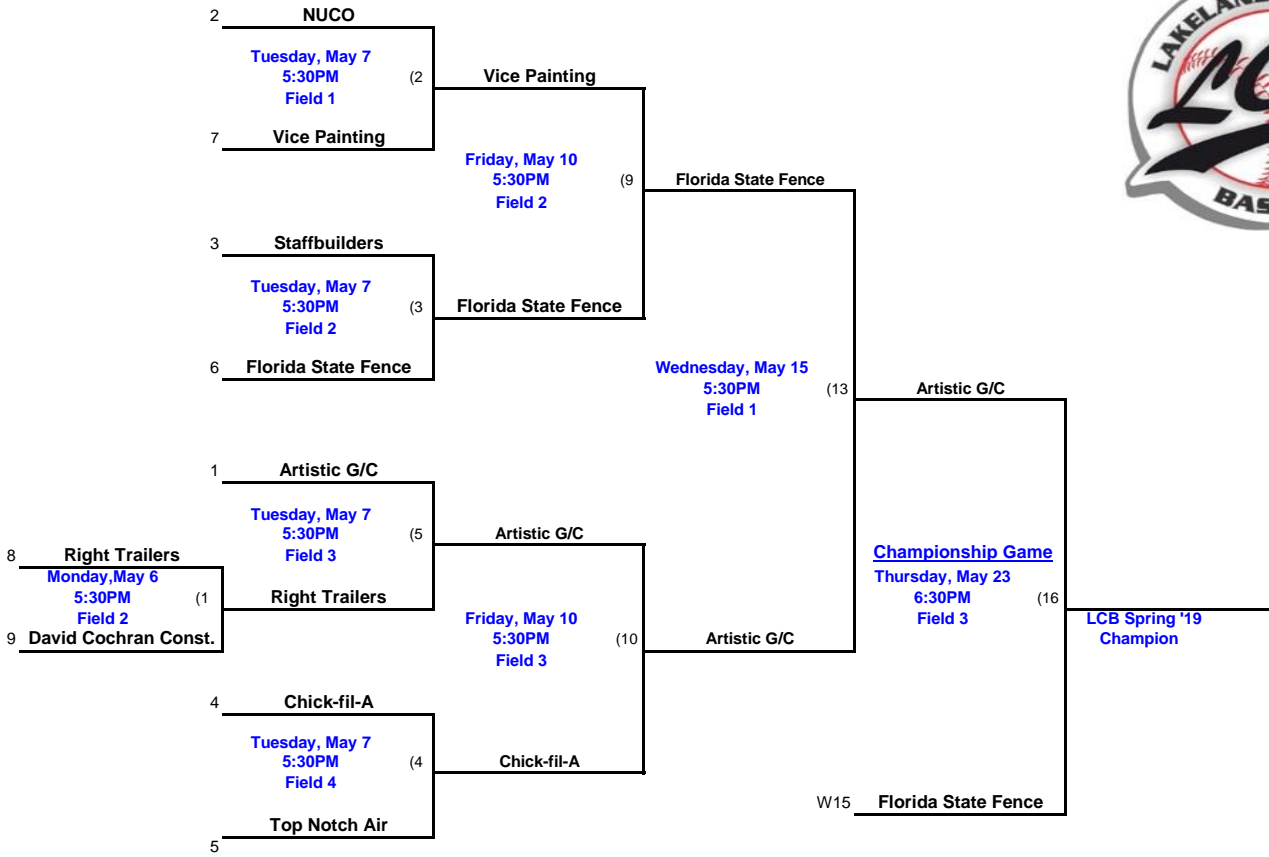 2 NUCO
Tuesday, May 7
5:30PM (2
Field 1
Vice Painting
7 Vice Painting
Friday, May 10
5:30PM (9
Field 2
Florida State Fence
3 Staffbuilders
Tuesday, May 7
5:30PM (3
Field 2
Florida State Fence
6 Florida State Fence
Wednesday, May 15
5:30PM (13
Field 1
Artistic G/C
1 Artistic G/C
Tuesday, May 7
5:30PM (5
Field 3
Artistic G/C
8 Right Trailers
Monday,May 6
5:30PM (1
Field 2
9 David Cochran Const.
Right Trailers
Friday, May 10
5:30PM (10
Field 3
Artistic G/C
Championship Game
Thursday, May 23
6:30PM (16
Field 3
LCB Spring '19
Champion
4 Chick-fil-A
Tuesday, May 7
5:30PM (4
Field 4
Chick-fil-A
Top Notch Air
5
W15 Florida State Fence